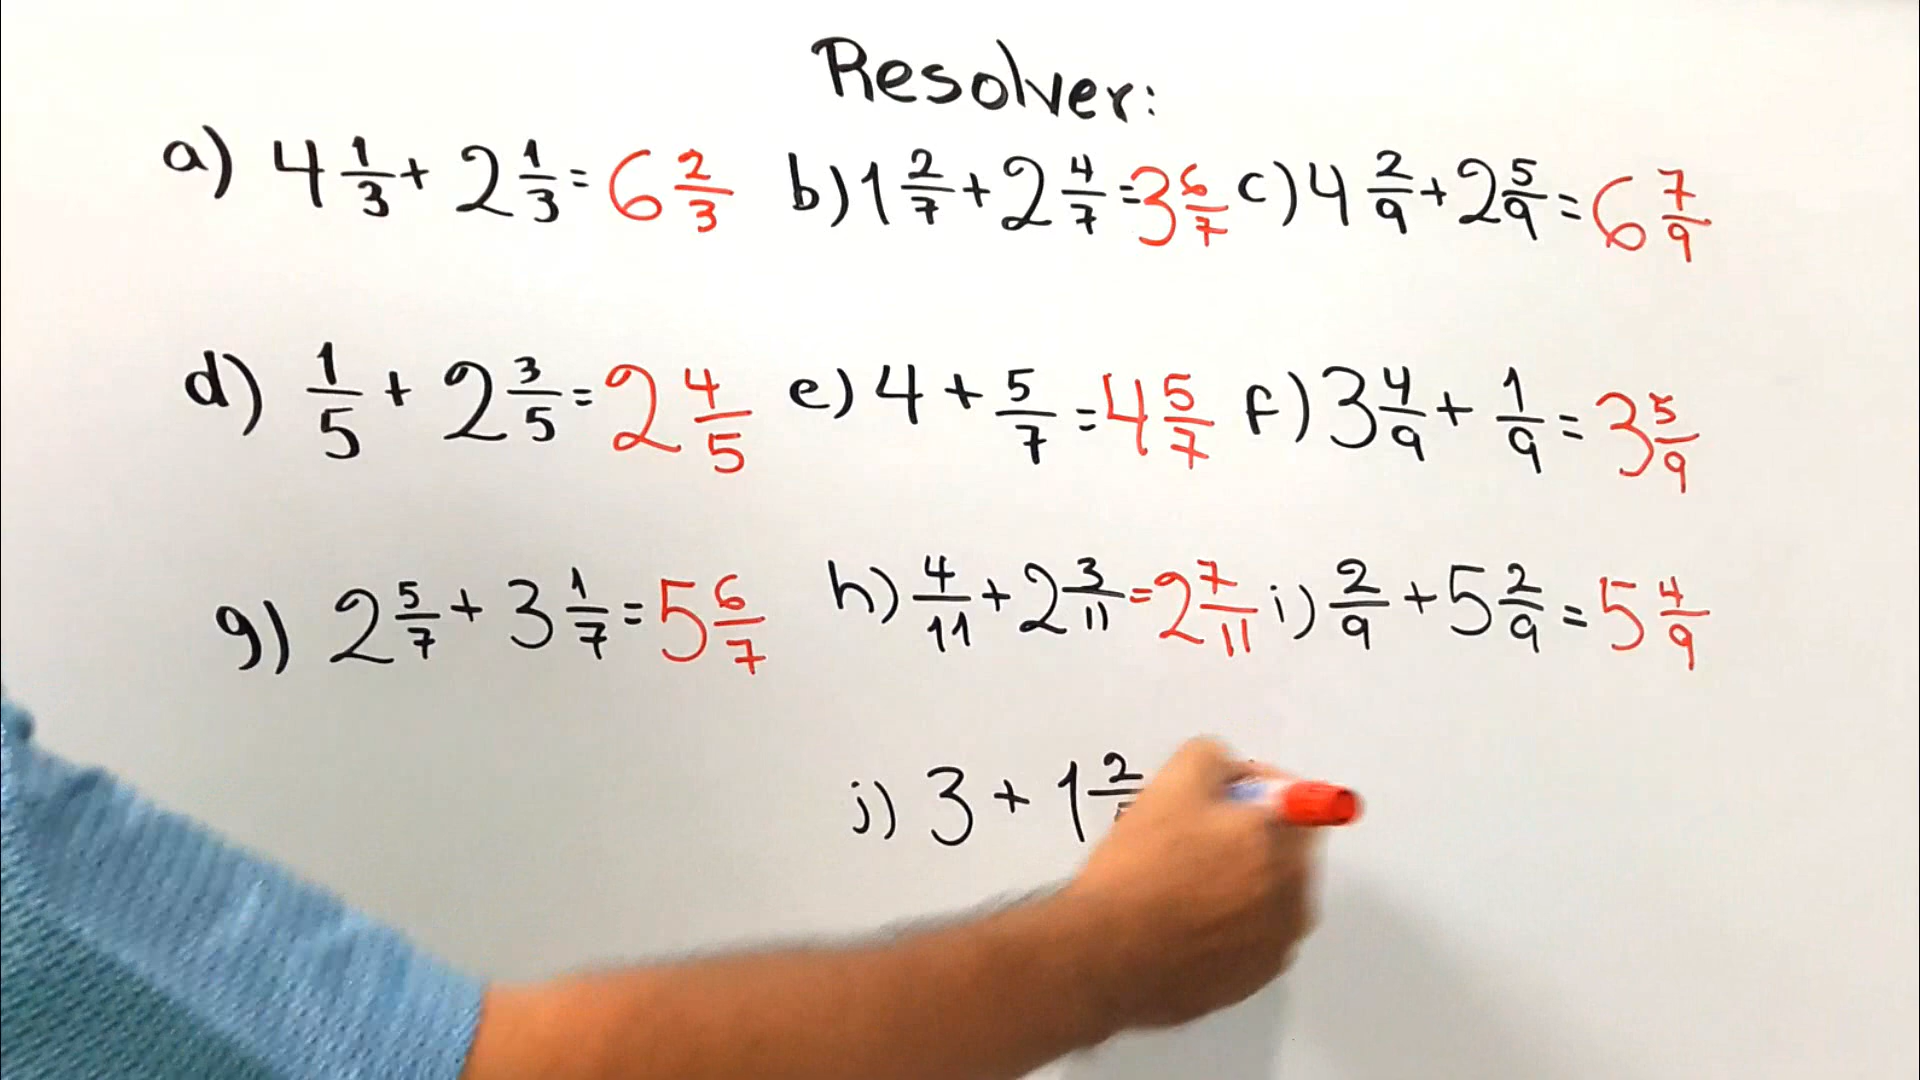 Resolver:
a) 4 1/3 + 2 1/3 = 6 2/3 b) 1 2/7 + 2 4/7 = 3 6/7 c) 4 2/9 + 2 5/9 = 6 7/9
d) 1/5 + 2 3/5 = 2 4/5 e) 4 + 5/7 = 4 5/7 f) 3 4/9 + 1/9 = 3 5/9
g) 2 5/7 + 3 1/7 = 5 6/7 h) 4/11 + 2 3/11 = 2 7/11 i) 2/9 + 5 2/9 = 5 4/9
j) 3 + 1 2/